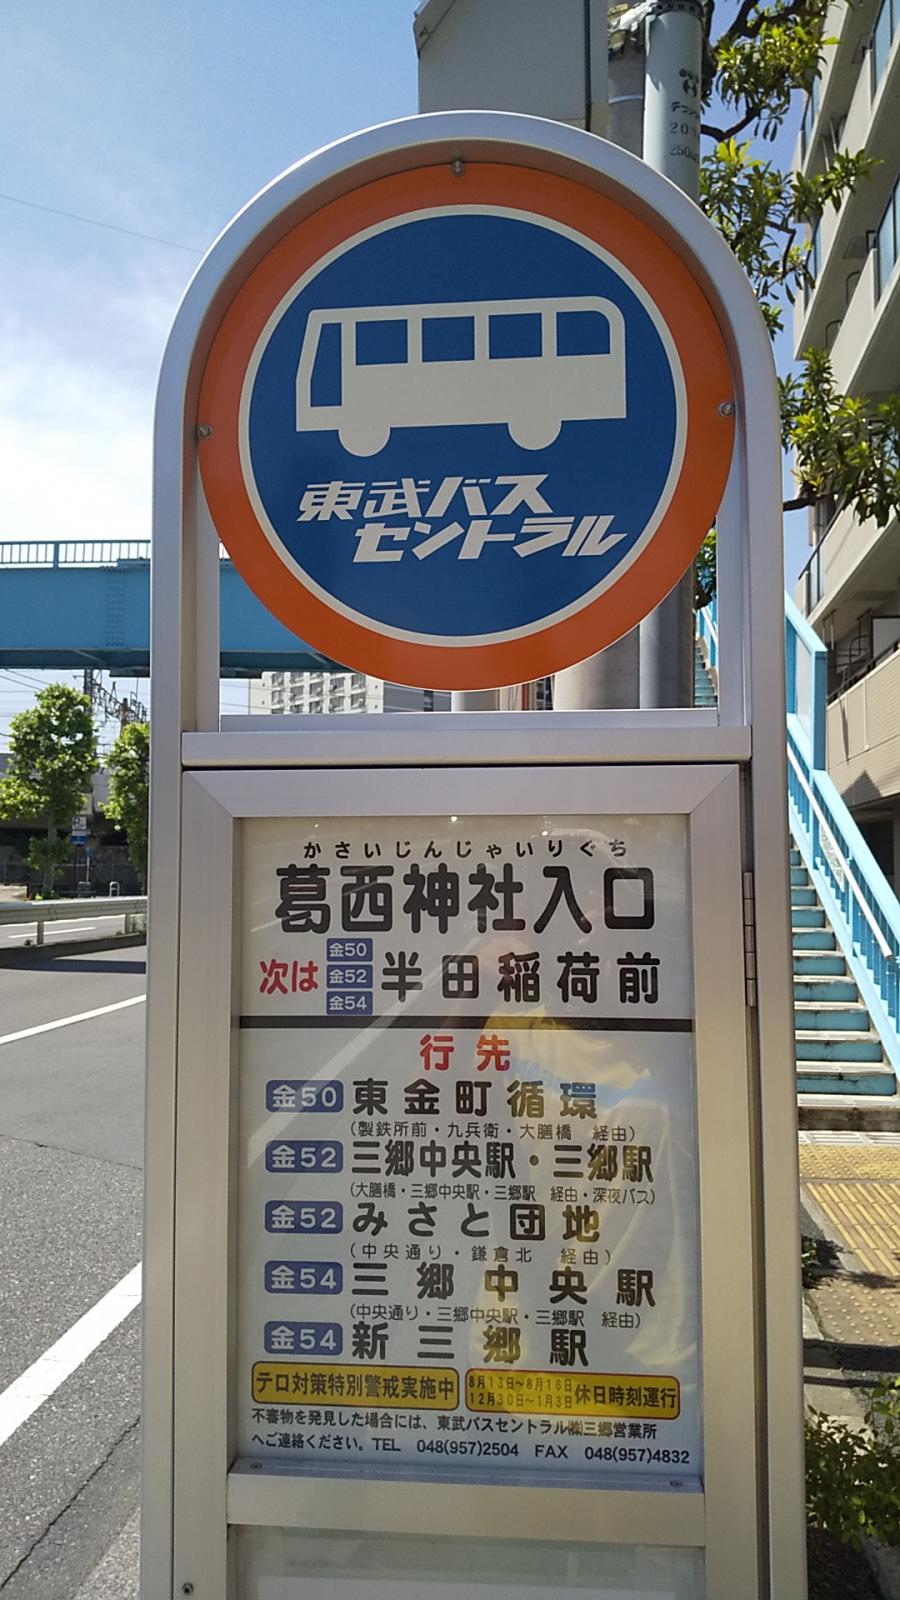 デンジ
20
250
東武バス
セントラル
かさいじんじゃいりぐち
葛西神社入口
次は 金50 金52 金54 半田稲荷前
行先
金50 東金町循環
(製鉄所前・九兵衛・大膳橋 経由)
金52 三郷中央駅・三郷駅
(大膳橋・三郷中央駅・三郷駅 経由・深夜バス)
金52 みさと団地
(中央通り・鎌倉北 経由)
金54 三郷中央駅
(中央通り・三郷中央駅・三郷駅 経由)
金54 新三郷駅
テロ対策特別警戒実施中
8月13日~8月16日
12月30日~1月3日 休日時刻運行
不審物を発見した場合には、東武バスセントラル㈱三郷営業所
へご連絡ください。TEL 048(957)2504 FAX 048(957)4832